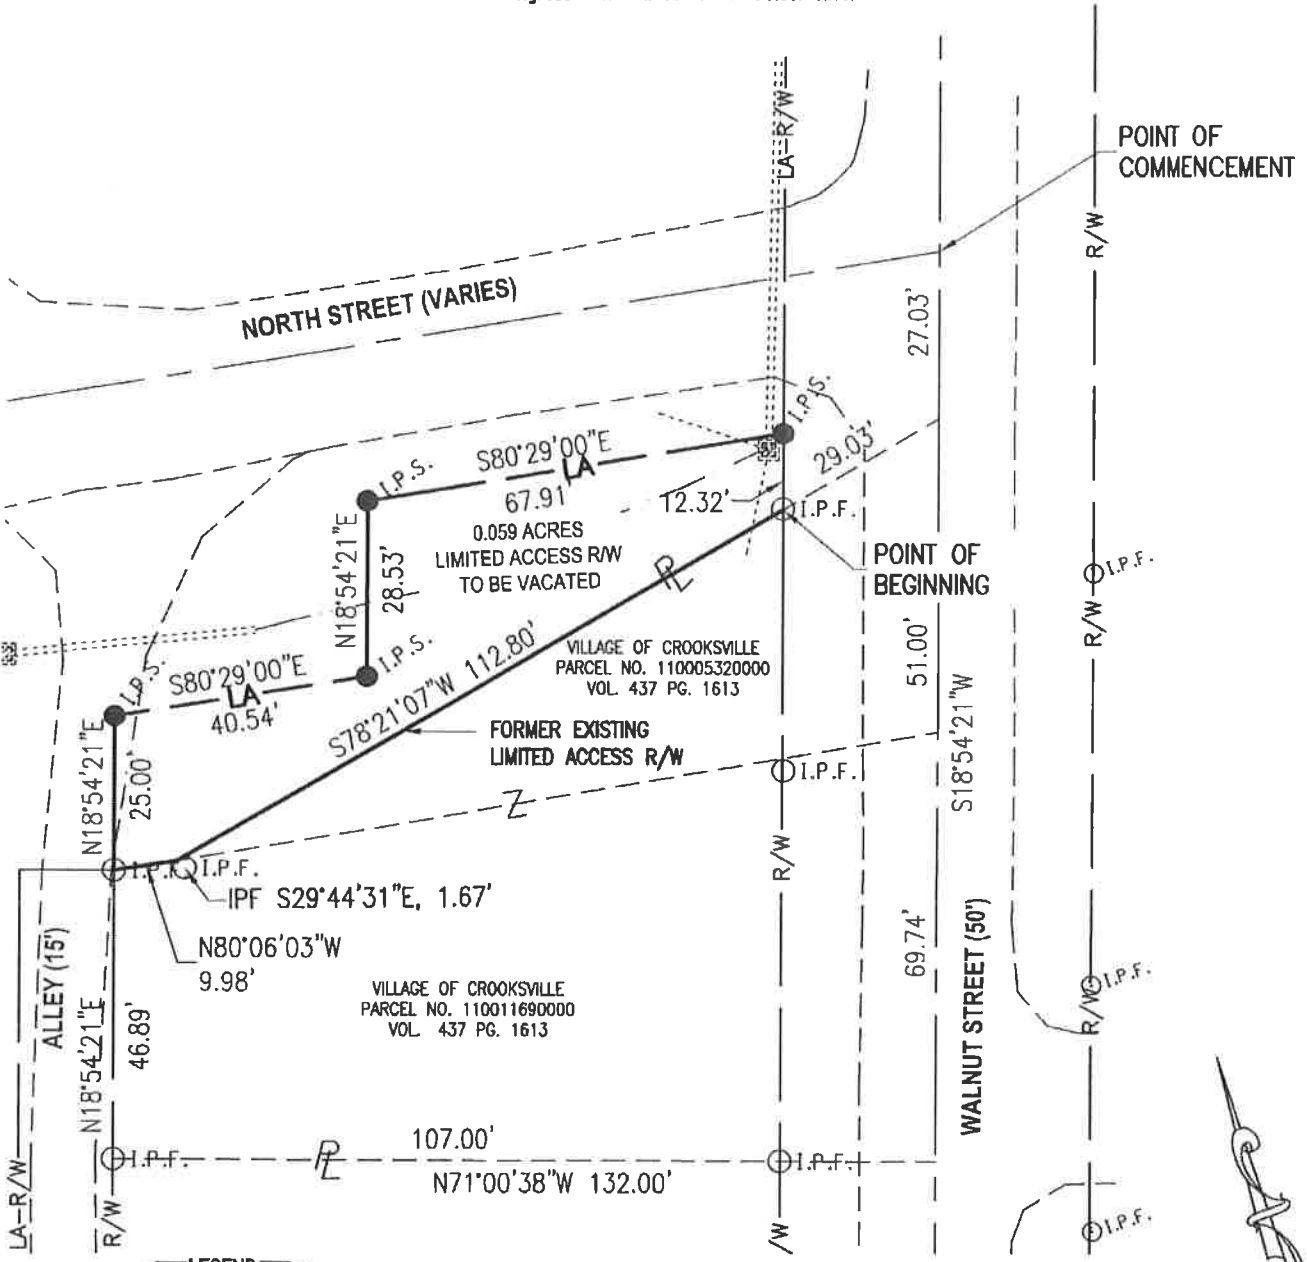 POINT OF
COMMENCEMENT
LA-R/W
R/W
NORTH STREET (VARIES)
27.03'
I.P.S.
S80°29'00"E
LA
67.91'
I.P.S.
29.03'
12.32'
I.P.F.
0.059 ACRES
LIMITED ACCESS R/W
TO BE VACATED
N18°54'21"E
28.53'
PL
POINT OF
BEGINNING
I.P.F.
R/W
I.P.S.
S80°29'00"E
LA
40.54'
I.P.S.
S78°21'07"W 112.80'
VILLAGE OF CROOKSVILLE
PARCEL NO. 110005320000
VOL. 437 PG. 1613
51.00'
S18°54'21"W
FORMER EXISTING
LIMITED ACCESS R/W
N18°54'21"E
25.00'
I.P.F.
Z
R/W
I.P.F.
I.P.F.
IPF S29°44'31"E, 1.67'
N80°06'03"W
9.98'
69.74'
WALNUT STREET (50')
ALLEY (15')
VILLAGE OF CROOKSVILLE
PARCEL NO. 110011690000
VOL. 437 PG. 1613
I.P.F.
R/W
N18°54'21"E
46.89'
107.00'
I.P.F.
PL
I.P.F.
N71°00'38"W 132.00'
LA-R/W
R/W
/W
I.P.F.
LEGEND